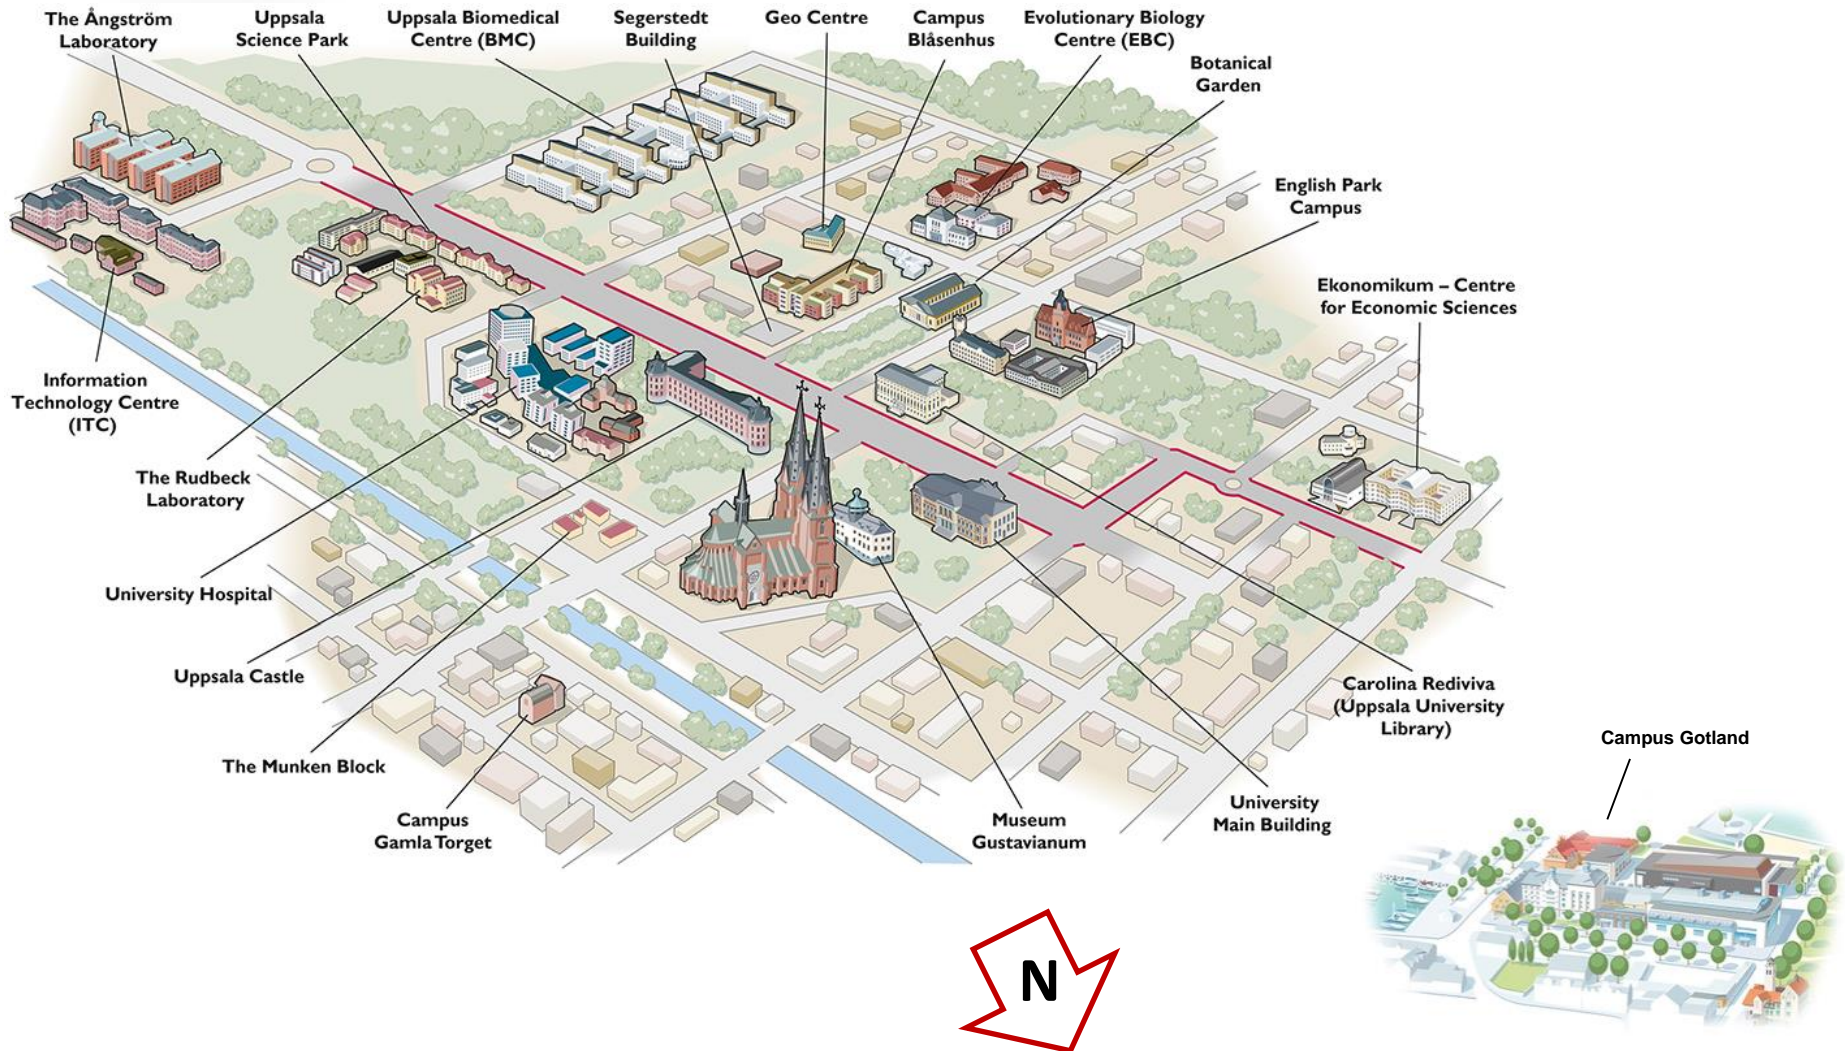 The Ångström
Laboratory
Uppsala
Science Park
Uppsala Biomedical
Centre (BMC)
Segerstedt
Building
Geo Centre
Campus
Blåsenhus
Evolutionary Biology
Centre (EBC)
Botanical
Garden
English Park
Campus
Ekonomikum – Centre
for Economic Sciences
Information
Technology Centre
(ITC)
The Rudbeck
Laboratory
University Hospital
Uppsala Castle
The Munken Block
Campus
Gamla Torget
Museum
Gustavianum
University
Main Building
Carolina Rediviva
(Uppsala University
Library)
Campus Gotland
N